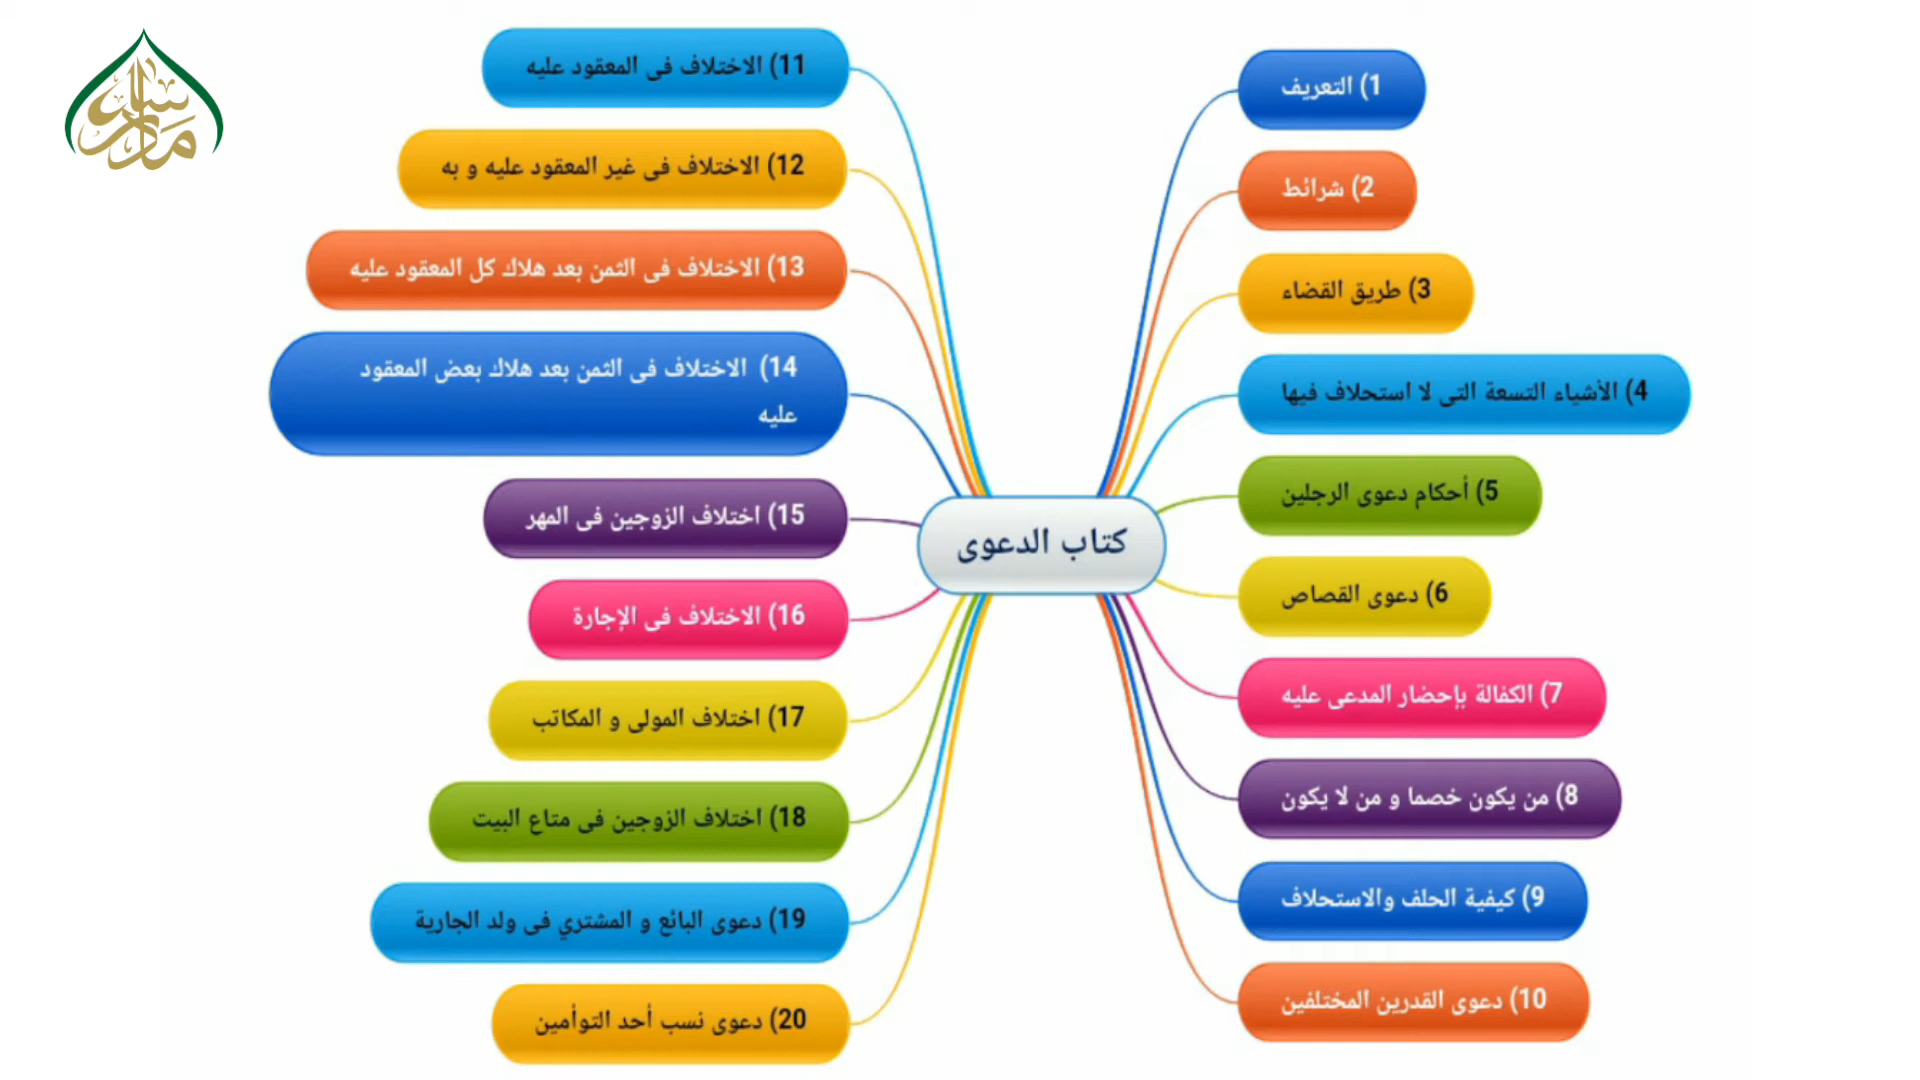 مدارسه
كتاب الدعوى
1) التعريف
2) شرائط
3) طريق القضاء
4) الأشياء التسعة التى لا استحلاف فيها
5) أحكام دعوى الرجلين
6) دعوى القصاص
7) الكفالة بإحضار المدعى عليه
8) من يكون خصما و من لا يكون
9) كيفية الحلف والاستحلاف
10) دعوى القدرين المختلفين
11) الاختلاف فى المعقود عليه
12) الاختلاف فى غير المعقود عليه و به
13) الاختلاف فى الثمن بعد هلاك كل المعقود عليه
14) الاختلاف فى الثمن بعد هلاك بعض المعقود
عليه
15) اختلاف الزوجين فى المهر
16) الاختلاف فى الإجارة
17) اختلاف المولى و المكاتب
18) اختلاف الزوجين فى متاع البيت
19) دعوى البائع و المشتري فى ولد الجارية
20) دعوى نسب أحد التوأمين